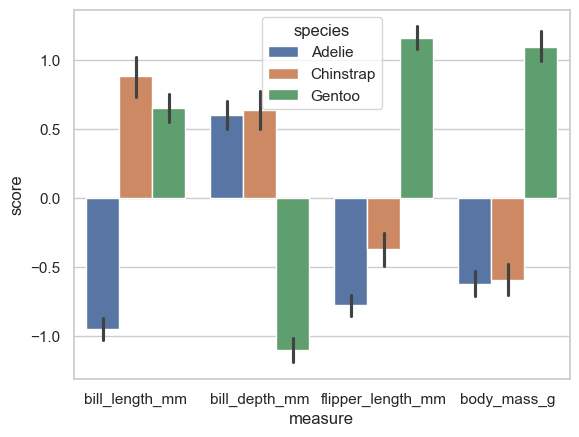 species
Adelie
Chinstrap
Gentoo
score
1.0
0.5
0.0
−0.5
−1.0
bill_length_mm bill_depth_mm flipper_length_mm body_mass_g
measure